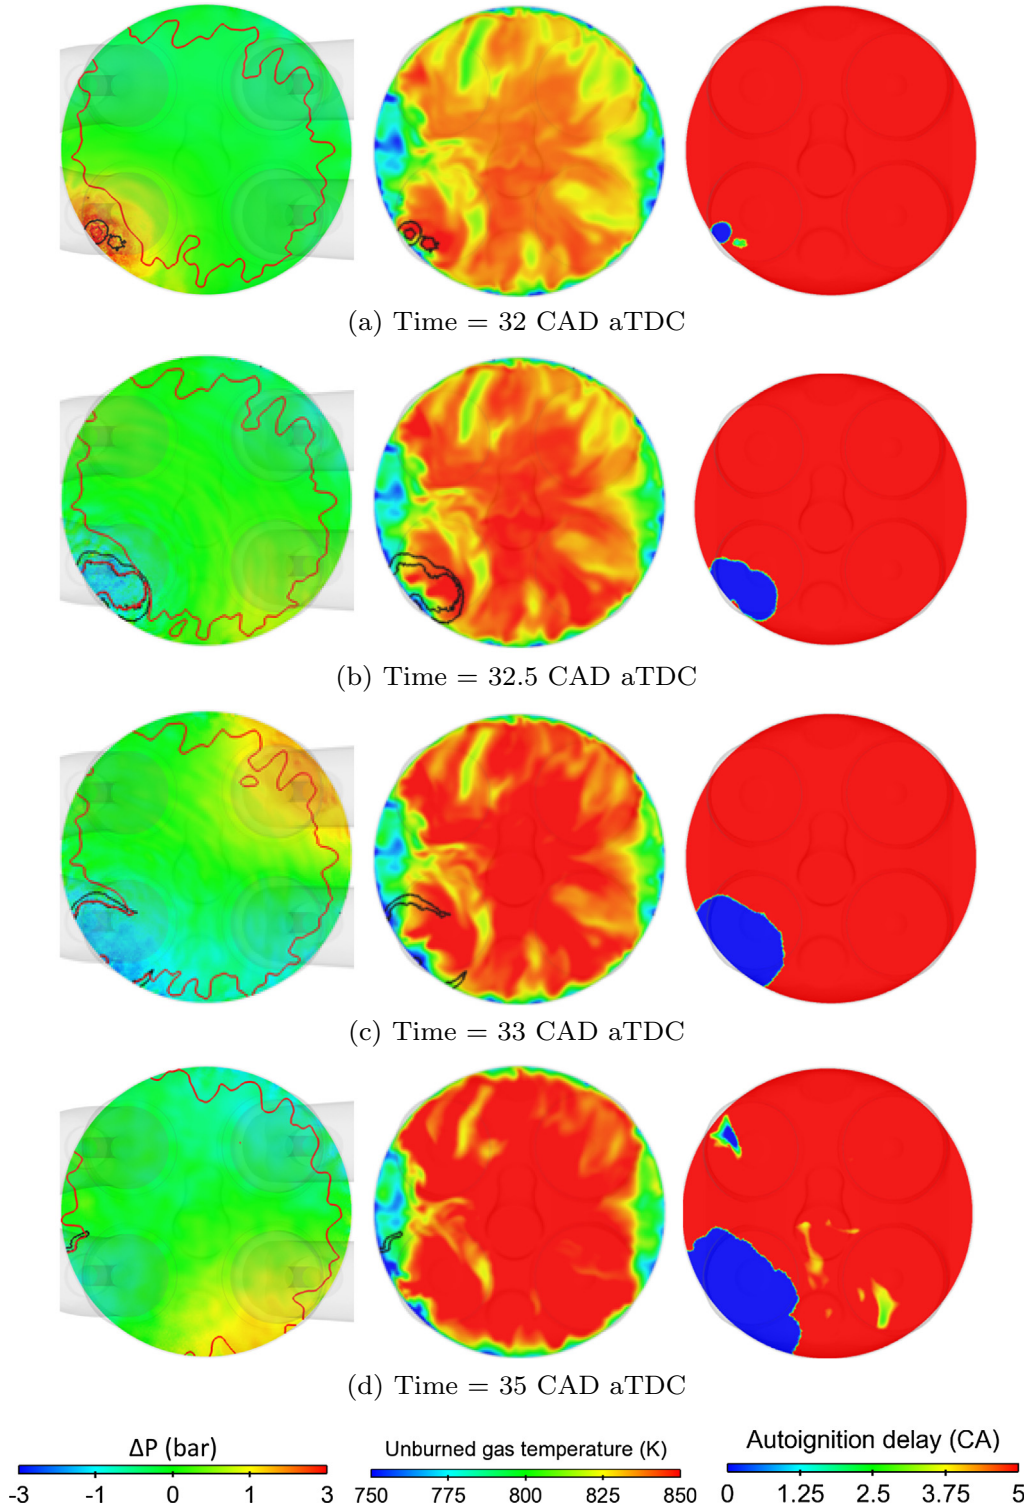 (a) Time = 32 CAD aTDC
(b) Time = 32.5 CAD aTDC
(c) Time = 33 CAD aTDC
(d) Time = 35 CAD aTDC
ΔP (bar)
-3 -1 0 1 3
Unburned gas temperature (K)
750 775 800 825 850
Autoignition delay (CA)
0 1.25 2.5 3.75 5